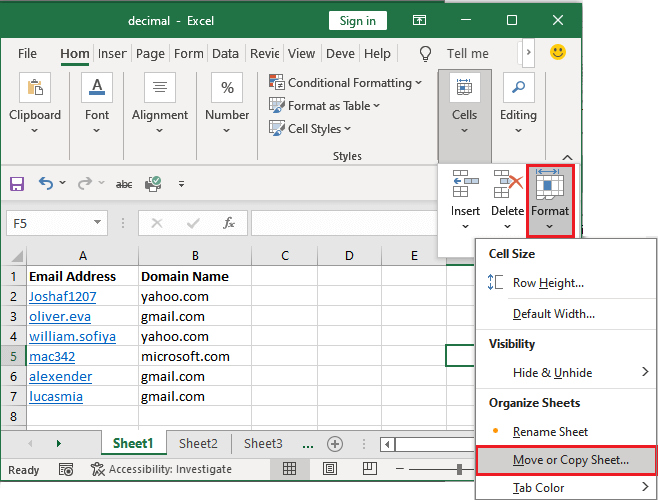 decimal - Excel
Sign in
File Hom Inser Page Form Data Revie View Deve Help Tell me
Clipboard
Font
Alignment
%
Number
Conditional Formatting
Format as Table
Cell Styles
Styles
Cells
Editing
abc
Insert
Delete
Format
F5
fx
A B C D E
1 Email Address Domain Name
2 Joshaf1207 yahoo.com
3 oliver.eva gmail.com
4 william.sofiya yahoo.com
5 mac342 microsoft.com
6 alexender gmail.com
7 lucasmia gmail.com
8
Cell Size
Row Height...
Default Width...
Visibility
Hide & Unhide
Organize Sheets
Rename Sheet
Move or Copy Sheet...
Tab Color
Sheet1 Sheet2 Sheet3 ...
Ready Accessibility: Investigate